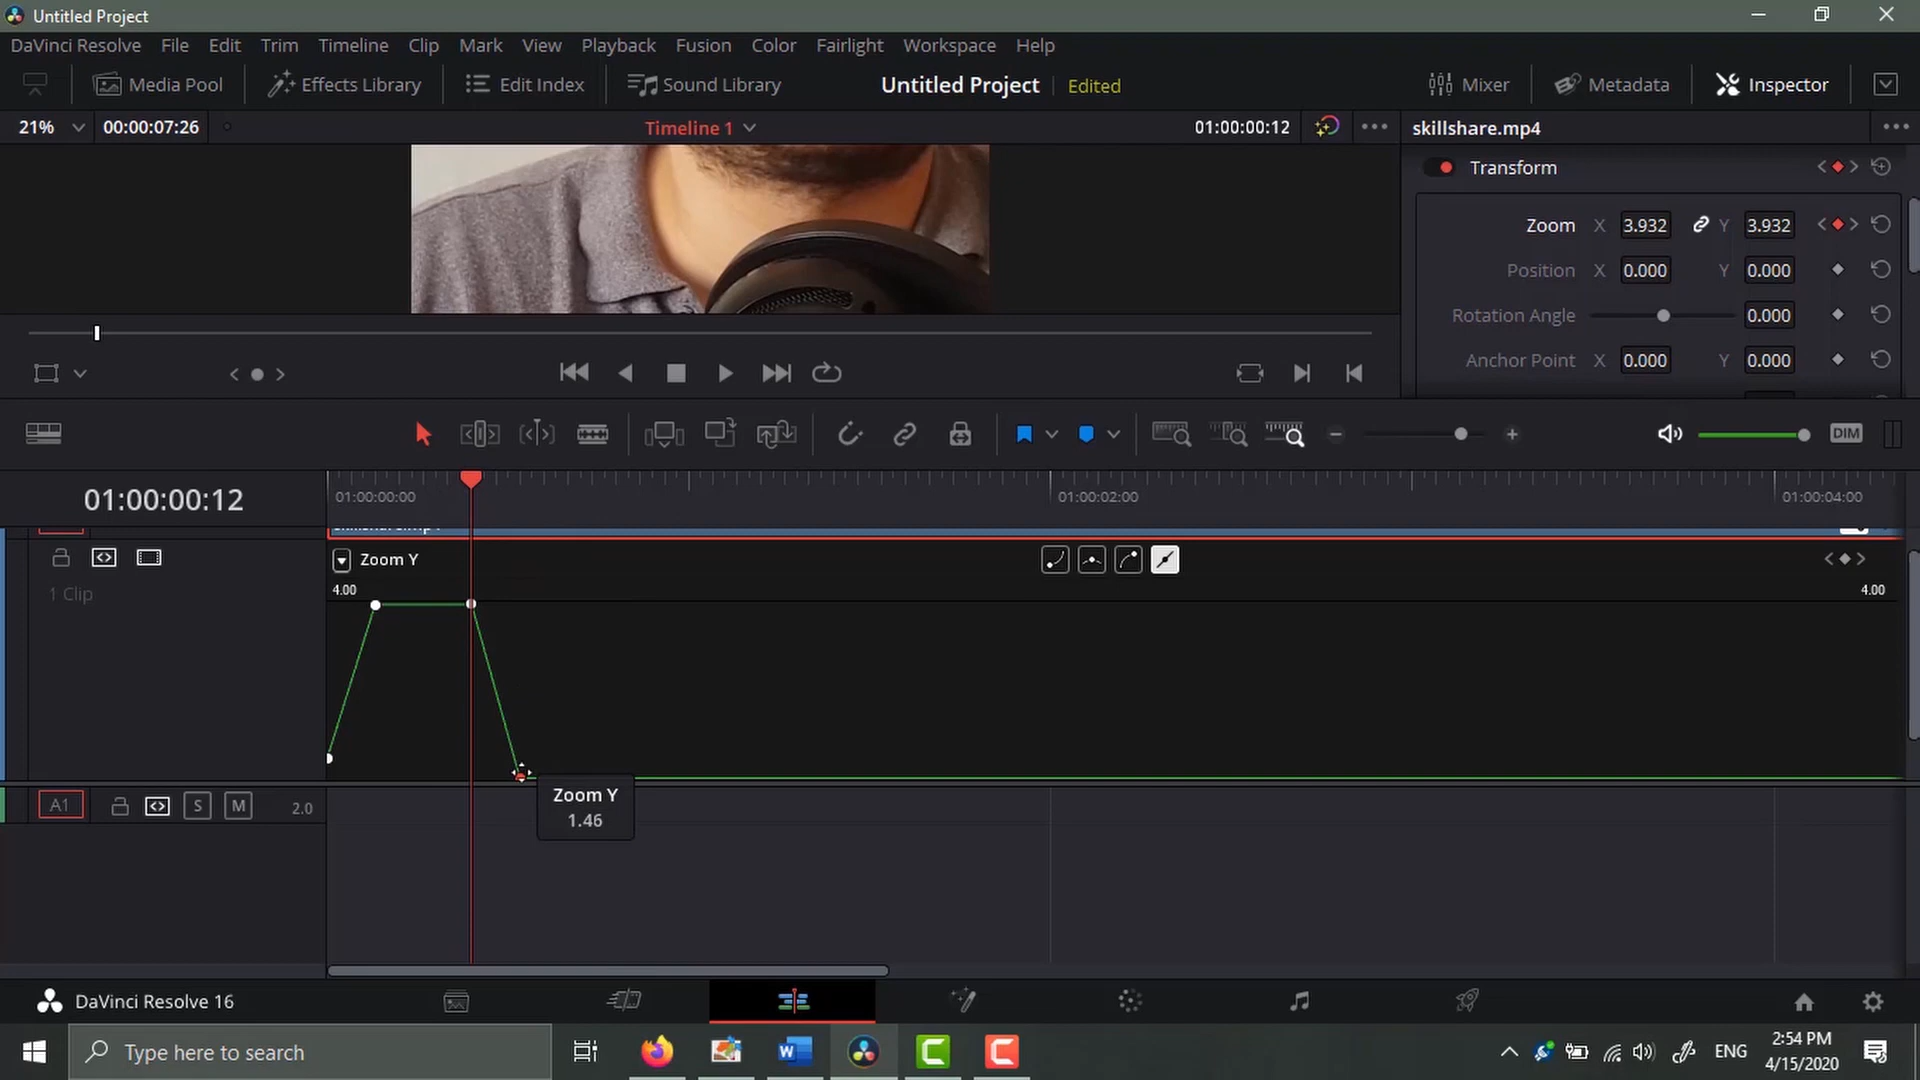 Untitled Project
DaVinci Resolve File Edit Trim Timeline Clip Mark View Playback Fusion Color Fairlight Workspace Help
Media Pool Effects Library Edit Index Sound Library Untitled Project Edited Mixer Metadata Inspector
21% 00:00:07:26 Timeline 1 01:00:00:12 skillshare.mp4
Transform
Zoom X 3.932 Y 3.932
Position X 0.000 Y 0.000
Rotation Angle 0.000
Anchor Point X 0.000 Y 0.000
DIM
01:00:00:12 01:00:00:00 01:00:02:00 01:00:04:00
Zoom Y
1 Clip 4.00 4.00
Zoom Y
1.46
A1 S M 2.0
DaVinci Resolve 16
Type here to search
ENG
2:54 PM
4/15/2020